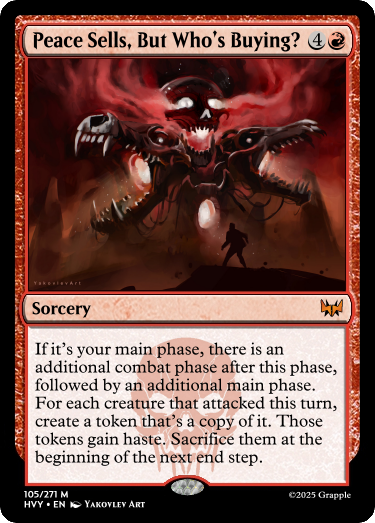 Peace Sells, But Who's Buying? 4
YakovlevArt
Sorcery
If it's your main phase, there is an
additional combat phase after this phase,
followed by an additional main phase.
For each creature that attacked this turn,
create a token that's a copy of it. Those
tokens gain haste. Sacrifice them at the
beginning of the next end step.
105/271 M
HVY • EN Yakovlev Art
©2025 Grapple